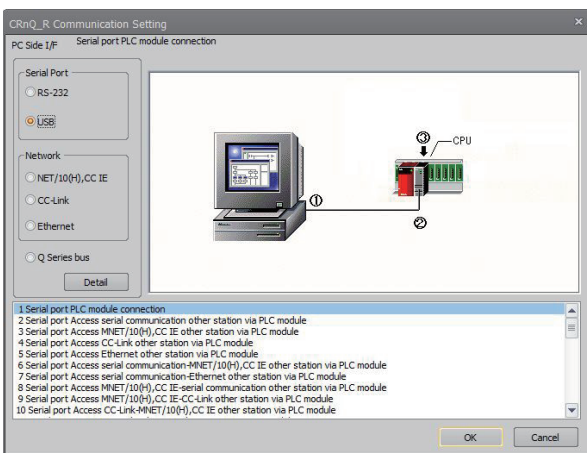 CRnQ_R Communication Setting
PC Side I/F Serial port PLC module connection
Serial Port
RS-232
USB
Network
NET/10(H),CC IE
CC-Link
Ethernet
Q Series bus
Detail
③ CPU
①
②
1 Serial port PLC module connection
2 Serial port Access serial communication other station via PLC module
3 Serial port Access MNET/10(H),CC IE other station via PLC module
4 Serial port Access CC-Link other station via PLC module
5 Serial port Access Ethernet other station via PLC module
6 Serial port Access serial communication-MNET/10(H),CC IE other station via PLC module
7 Serial port Access serial communication-Ethernet other station via PLC module
8 Serial port Access MNET/10(H),CC IE-serial communication other station via PLC module
9 Serial port Access MNET/10(H),CC IE-CC-Link other station via PLC module
10 Serial port Access CC-Link-MNET/10(H),CC IE other station via PLC module
OK Cancel